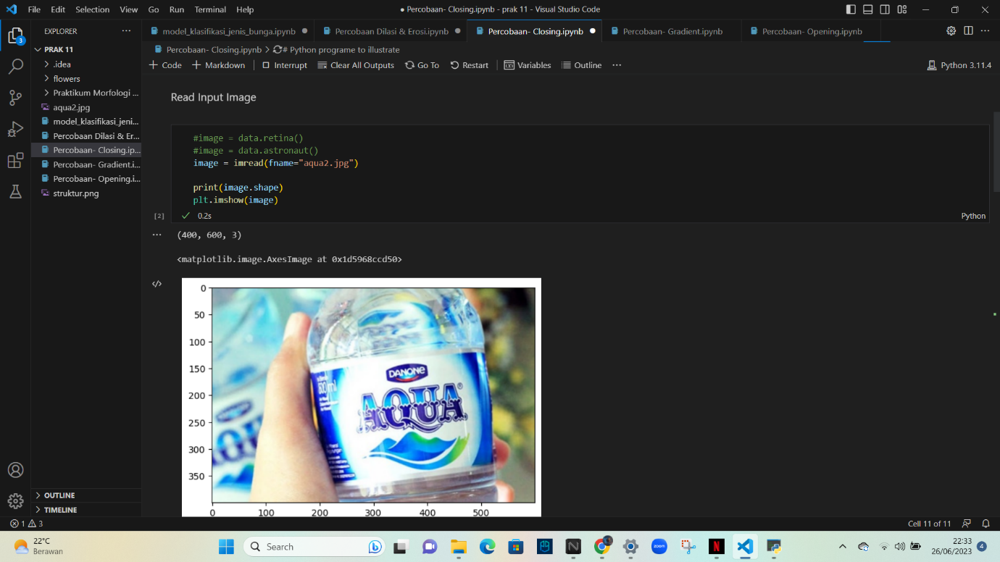 File Edit Selection View Go Run Terminal Help
● Percobaan- Closing.ipynb - prak 11 - Visual Studio Code
EXPLORER
model_klasifikasi_jenis_bunga.ipynb
Percobaan Dilasi & Erosi.ipynb
Percobaan- Closing.ipynb
Percobaan- Gradient.ipynb
Percobaan- Opening.ipynb
3
PRAK 11
.idea
flowers
Praktikum Morfologi ...
aqua2.jpg
model_klasifikasi_jeni...
Percobaan Dilasi & Er...
Percobaan- Closing.ip...
Percobaan- Gradient.i...
Percobaan- Opening.i...
struktur.png
OUTLINE
TIMELINE
Percobaan- Closing.ipynb > # Python programe to illustrate
+ Code + Markdown Interrupt Clear All Outputs Go To Restart Variables Outline ...
Python 3.11.4
Read Input Image
#image = data.retina()
#image = data.astronaut()
image = imread(fname="aqua2.jpg")
print(image.shape)
plt.imshow(image)
[2] 0.2s
Python
(400, 600, 3)
<matplotlib.image.AxesImage at 0x1d5968ccd50>
0
50
100
150
200
250
300
350
DANONE
AQUA®
0 100 200 300 400 500
1 3
Cell 11 of 11
22°C
Berawan
Search
zoom
N
22:33
26/06/2023
4